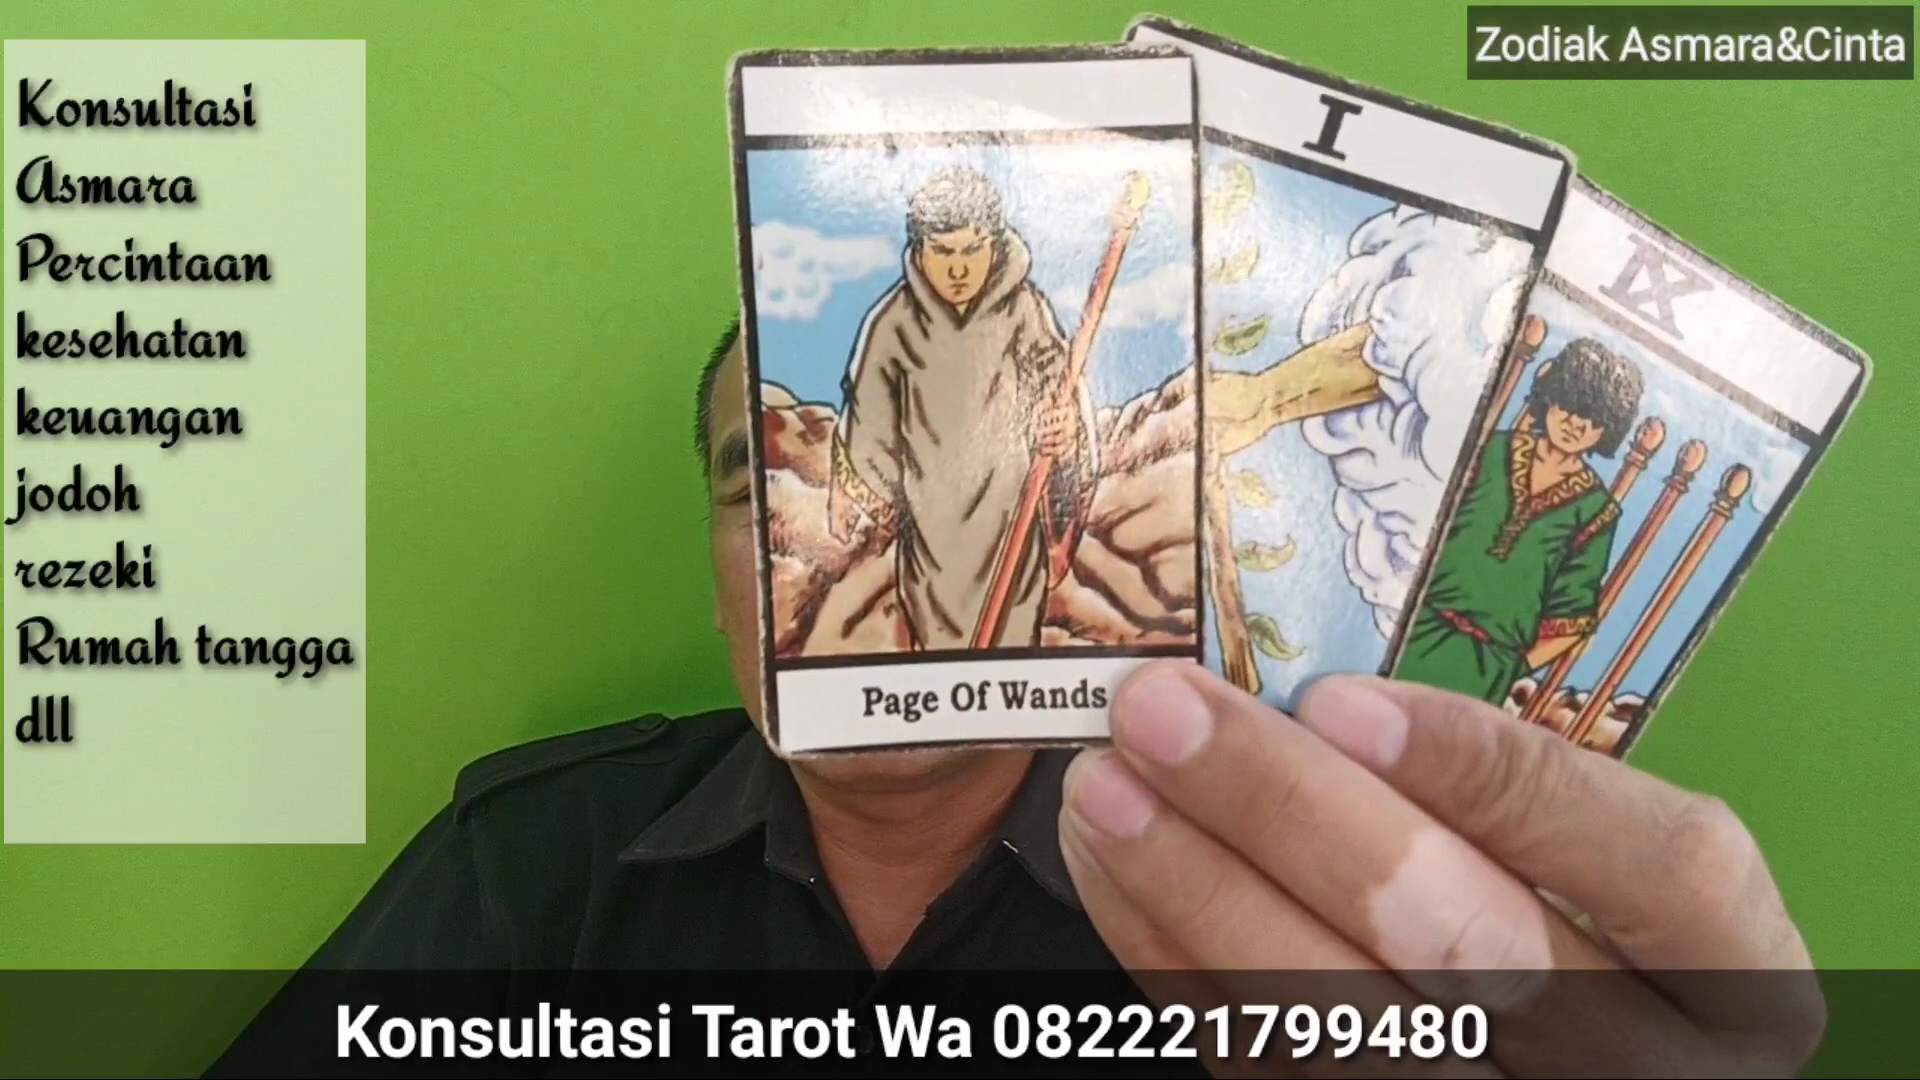 Zodiak Asmara&Cinta
Konsultasi
Asmara
Percintaan
kesehatan
keuangan
jodoh
rezeki
Rumah tangga
dll
I
IX
Page Of Wands
Konsultasi Tarot Wa 082221799480